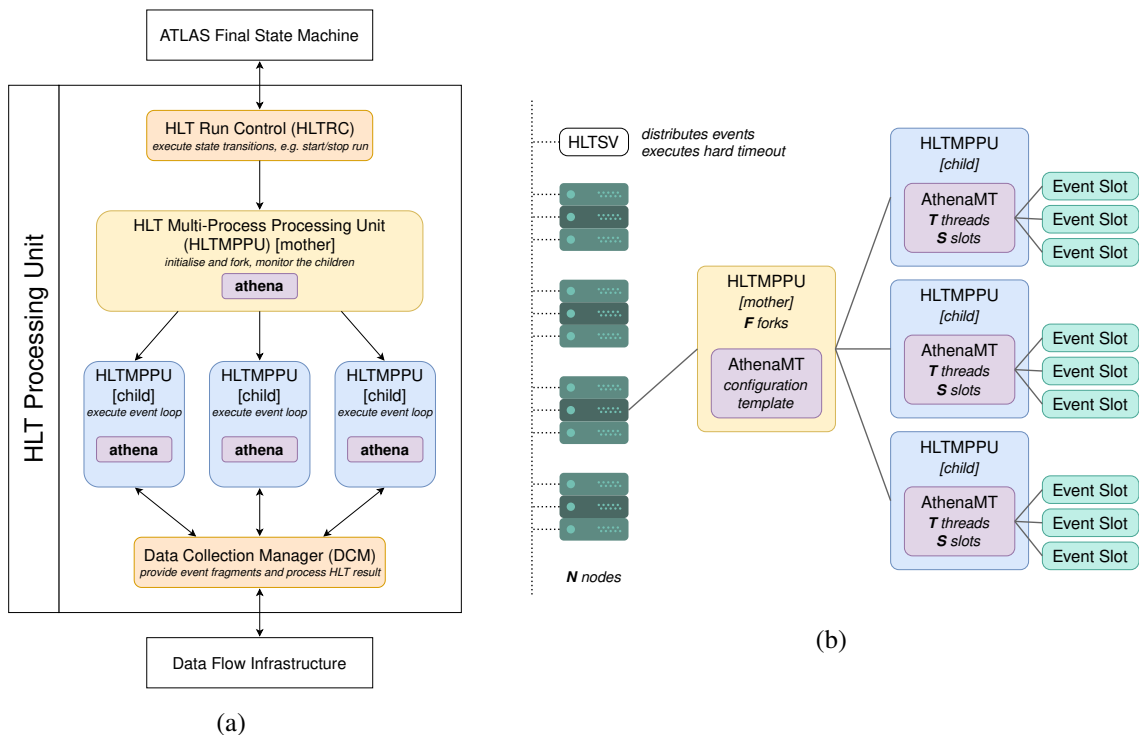 ATLAS Final State Machine
HLT Processing Unit
HLT Run Control (HLTRC)
execute state transitions, e.g. start/stop run
HLT Multi-Process Processing Unit
(HLTMPPU) [mother]
initialise and fork, monitor the children
athena
HLTMPPU
[child]
execute event loop
athena
HLTMPPU
[child]
execute event loop
athena
HLTMPPU
[child]
execute event loop
athena
Data Collection Manager (DCM)
provide event fragments and process HLT result
Data Flow Infrastructure
(a)
HLTSV
distributes events
executes hard timeout
N nodes
HLTMPPU
[mother]
F forks
AthenaMT
configuration
template
HLTMPPU
[child]
AthenaMT
T threads
S slots
Event Slot
Event Slot
Event Slot
HLTMPPU
[child]
AthenaMT
T threads
S slots
Event Slot
Event Slot
Event Slot
HLTMPPU
[child]
AthenaMT
T threads
S slots
Event Slot
Event Slot
Event Slot
(b)